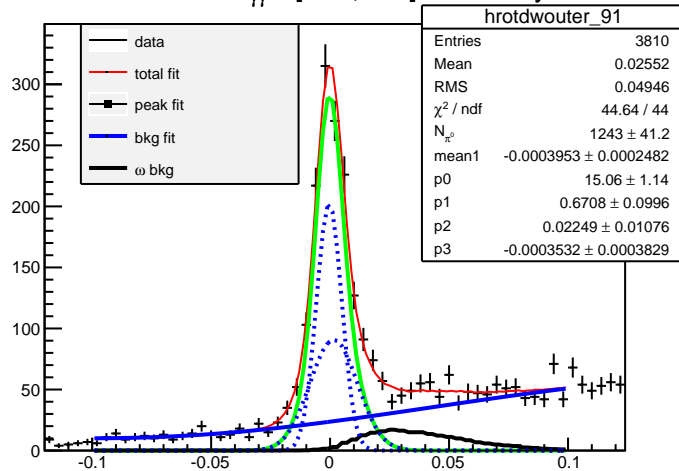 hrotdwouter_91
Entries 3810
Mean 0.02552
RMS 0.04946
χ² / ndf 44.64 / 44
N_π⁰ 1243 ± 41.2
mean1 -0.0003953 ± 0.0002482
p0 15.06 ± 1.14
p1 0.6708 ± 0.0996
p2 0.02249 ± 0.01076
p3 -0.0003532 ± 0.0003829
data
total fit
peak fit
bkg fit
ω bkg
300
250
200
150
100
50
0
-0.1 -0.05 0 0.05 0.1